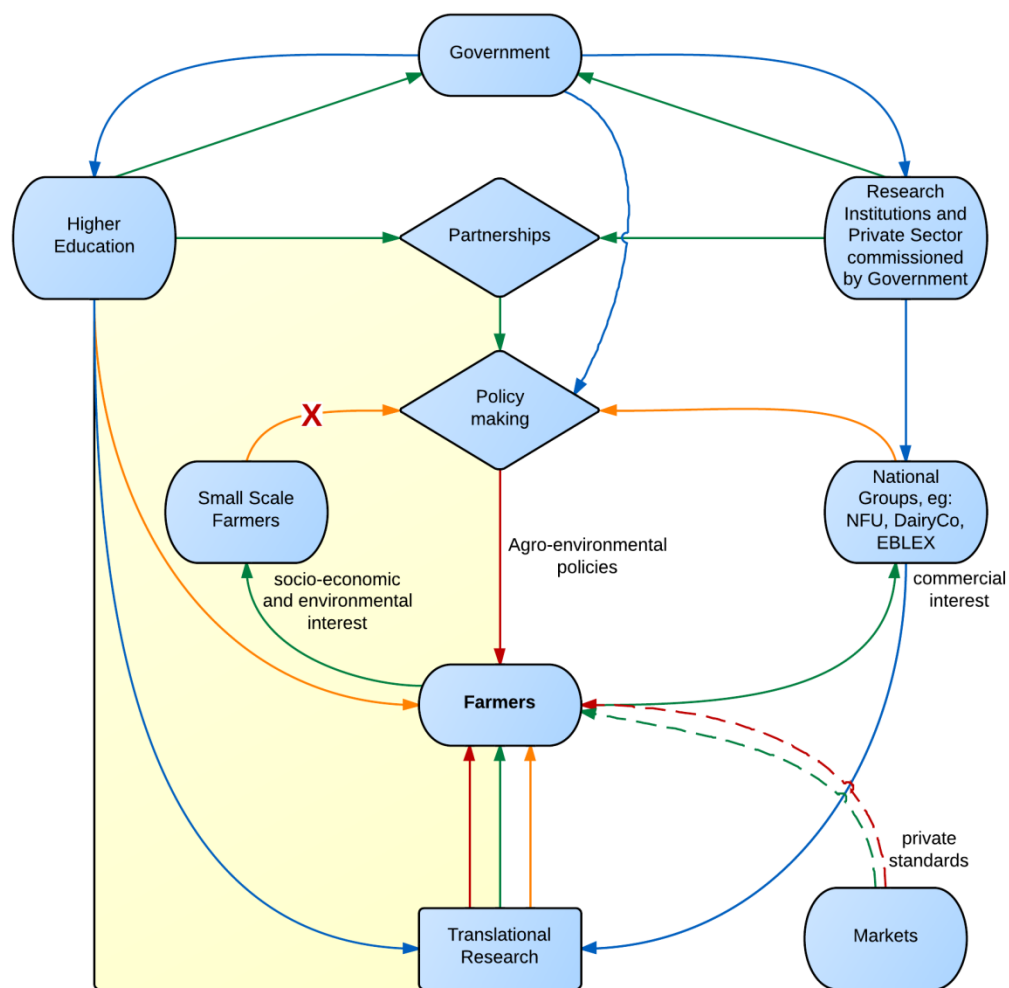 Government
Higher
Education
Partnerships
Research
Institutions and
Private Sector
commissioned
by Government
Policy
making
X
Small Scale
Farmers
National
Groups, eg:
NFU, DairyCo,
EBLEX
Agro-environmental
policies
socio-economic
and environmental
interest
commercial
interest
Farmers
private
standards
Translational
Research
Markets